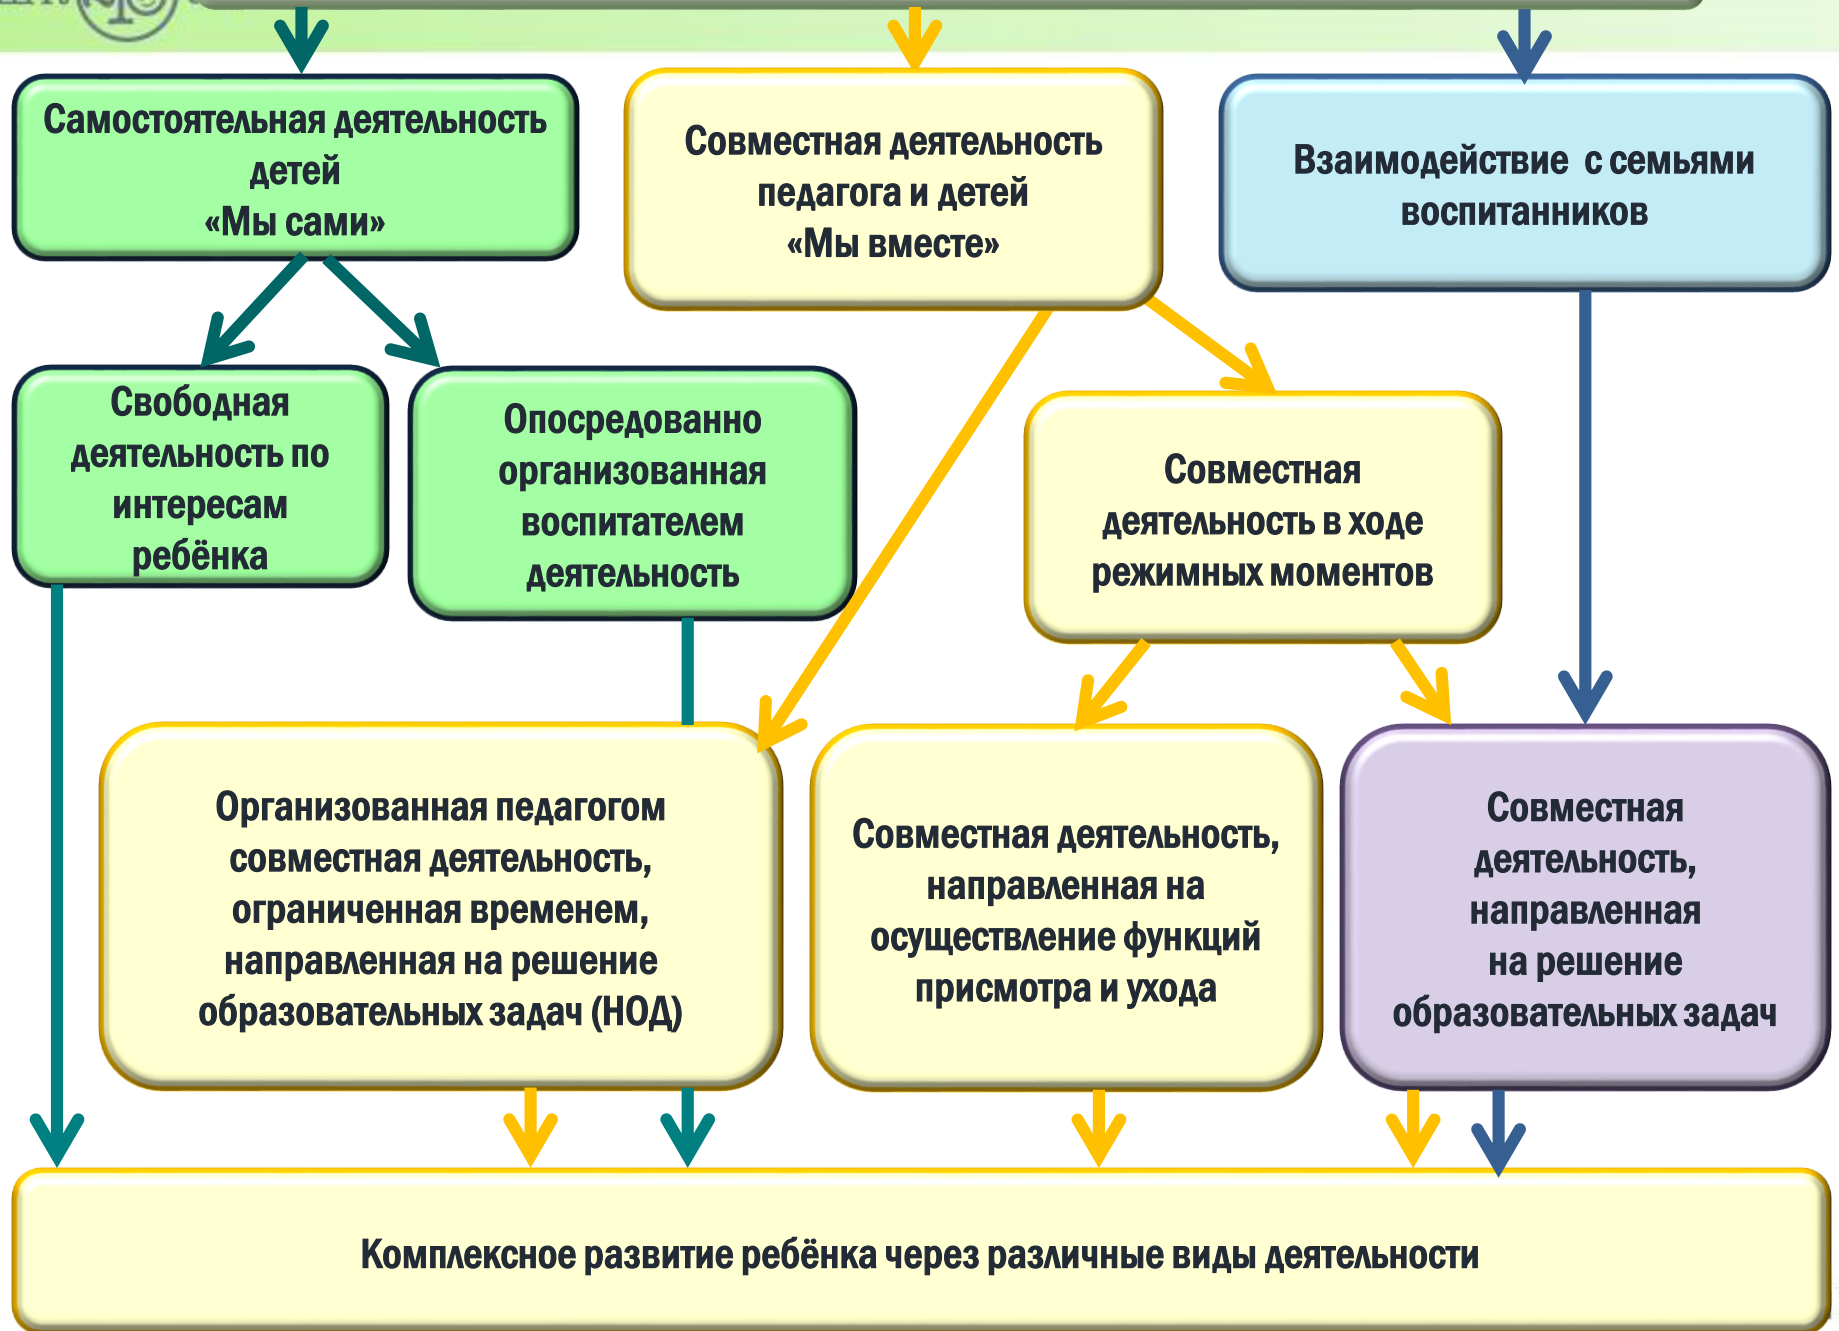 Самостоятельная деятельность
детей
«Мы сами»
Совместная деятельность
педагога и детей
«Мы вместе»
Взаимодействие с семьями
воспитанников
Свободная
деятельность по
интересам
ребёнка
Опосредованно
организованная
воспитателем
деятельность
Совместная
деятельность в ходе
режимных моментов
Организованная педагогом
совместная деятельность,
ограниченная временем,
направленная на решение
образовательных задач (НОД)
Совместная деятельность,
направленная на
осуществление функций
присмотра и ухода
Совместная
деятельность,
направленная
на решение
образовательных задач
Комплексное развитие ребёнка через различные виды деятельности